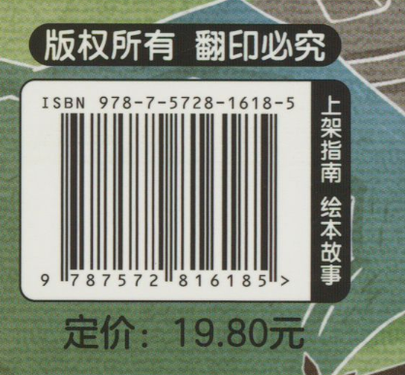 版权所有 翻印必究
ISBN 978-7-5728-1618-5
9 787572 816185 >
上架指南 绘本故事
定价：19.80元